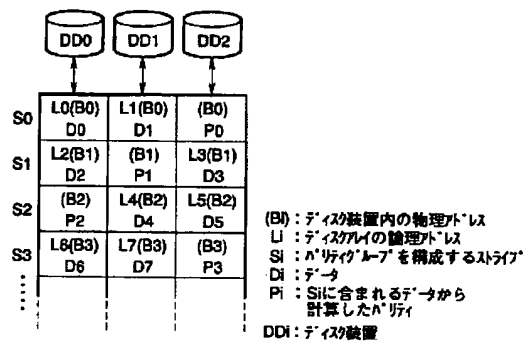 DD0 DD1 DD2
S0 L0(B0) L1(B0) (B0)
D0 D1 P0
S1 L2(B1) (B1) L3(B1)
D2 P1 D3
S2 (B2) L4(B2) L5(B2)
P2 D4 D5
S3 L6(B3) L7(B3) (B3)
D6 D7 P3
(Bi) : ディスク装置内の物理アドレス
Li : ディスクアレイの論理アドレス
Si : パリティグループを構成するストライプ
Di : データ
Pi : Siに含まれるデータから
計算したパリティ
DDi : ディスク装置